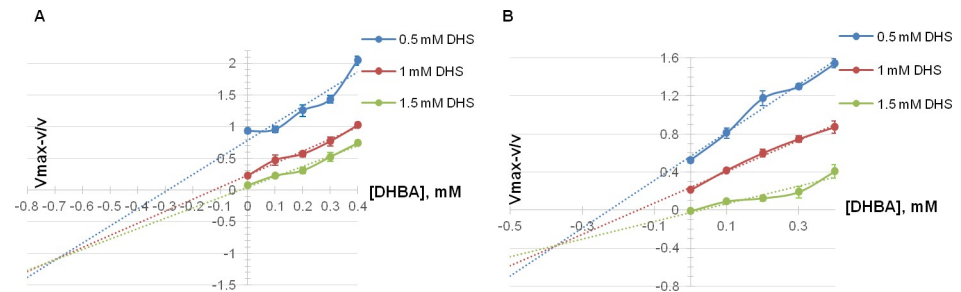 A
Vmax-v/v
0.5 mM DHS
1 mM DHS
1.5 mM DHS
2
1.5
1
0.5
0
-0.5
-1
-1.5
-0.8 -0.7 -0.6 -0.5 -0.4 -0.3 -0.2 -0.1 0 0.1 0.2 0.3 0.4
[DHBA], mM
B
Vmax-v/v
0.5 mM DHS
1 mM DHS
1.5 mM DHS
1.6
1.2
0.8
0.4
0
-0.4
-0.8
-0.5 -0.3 -0.1 0.1 0.3
[DHBA], mM